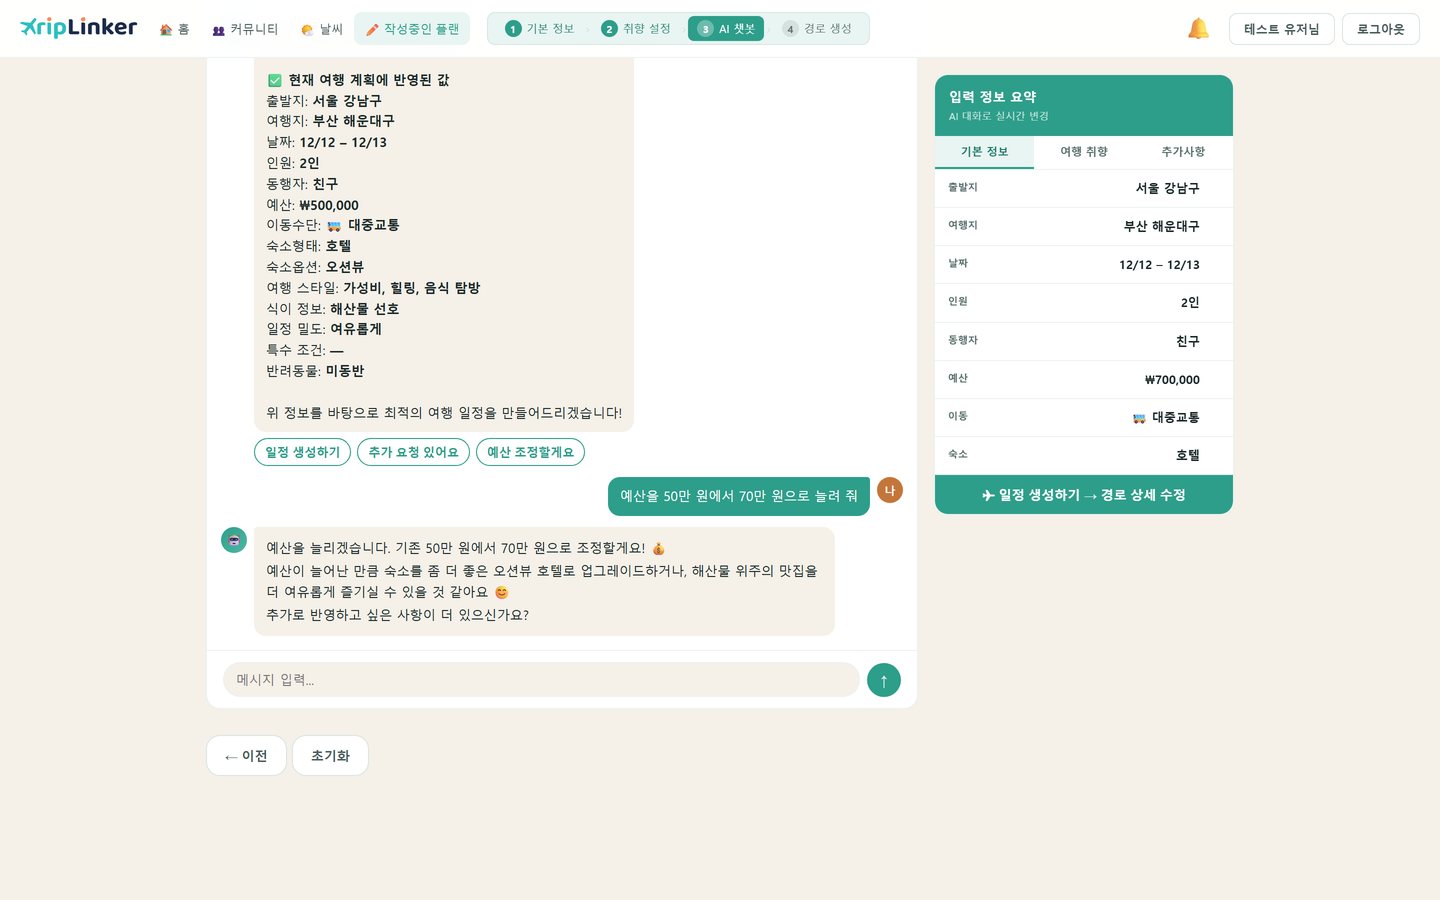 TripLinker
홈
커뮤니티
날씨
작성중인 플랜
1 기본 정보
2 취향 설정
3 AI 챗봇
4 경로 생성
테스트 유저님
로그아웃
✅ 현재 여행 계획에 반영된 값
출발지: 서울 강남구
여행지: 부산 해운대구
날짜: 12/12 – 12/13
인원: 2인
동행자: 친구
예산: ₩500,000
이동수단: 🚌 대중교통
숙소형태: 호텔
숙소옵션: 오션뷰
여행 스타일: 가성비, 힐링, 음식 탐방
식이 정보: 해산물 선호
일정 밀도: 여유롭게
특수 조건: —
반려동물: 미동반
위 정보를 바탕으로 최적의 여행 일정을 만들어드리겠습니다!
일정 생성하기
추가 요청 있어요
예산 조정할게요
예산을 50만 원에서 70만 원으로 늘려 줘
나
예산을 늘리겠습니다. 기존 50만 원에서 70만 원으로 조정할게요! 💰
예산이 늘어난 만큼 숙소를 좀 더 좋은 오션뷰 호텔로 업그레이드하거나, 해산물 위주의 맛집을
더 여유롭게 즐기실 수 있을 것 같아요 😊
추가로 반영하고 싶은 사항이 더 있으신가요?
메시지 입력...
↑
← 이전
초기화
입력 정보 요약
AI 대화로 실시간 변경
기본 정보
여행 취향
추가사항
출발지 서울 강남구
여행지 부산 해운대구
날짜 12/12 – 12/13
인원 2인
동행자 친구
예산 ₩700,000
이동 🚌 대중교통
숙소 호텔
✈ 일정 생성하기 → 경로 상세 수정